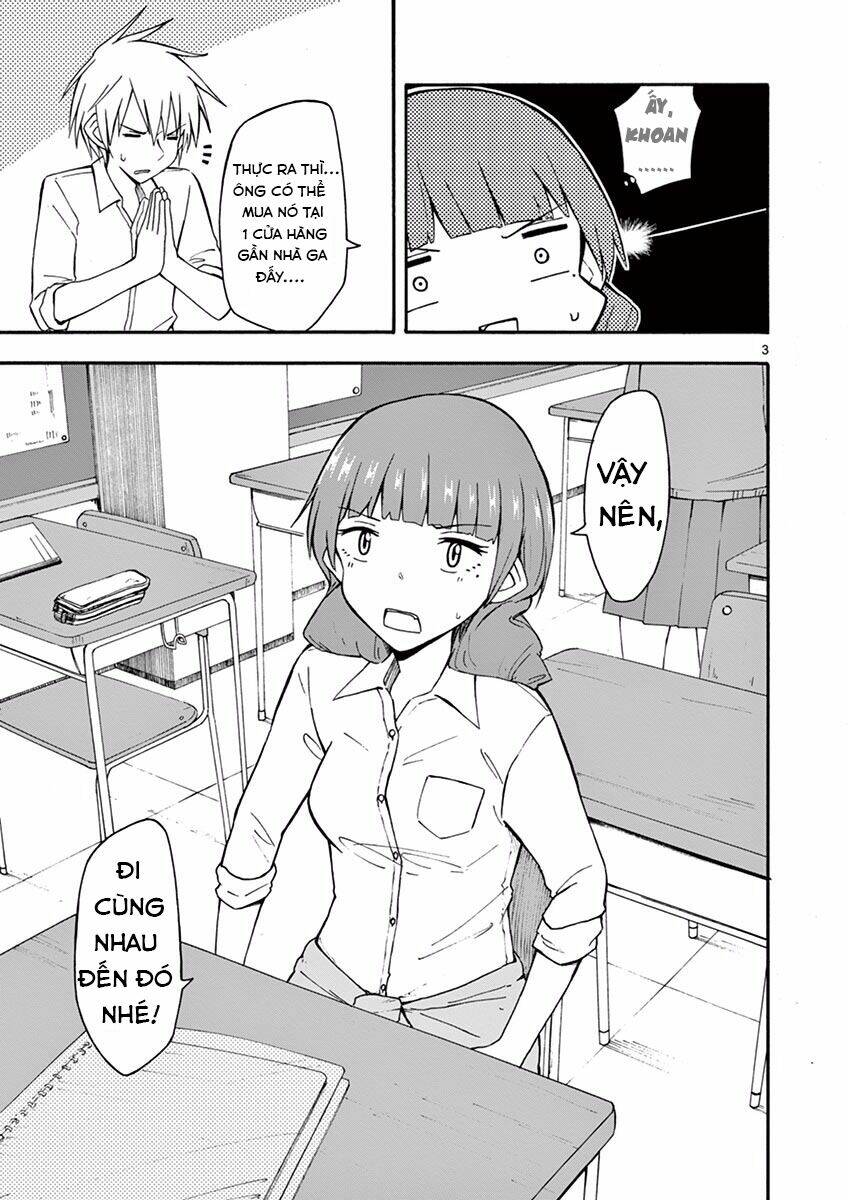 ẤY,
KHOAN
.......
THỰC RA THÌ...
ÔNG CÓ THỂ
MUA NÓ TẠI
1 CỬA HÀNG
GẦN NHÀ GA
ĐẤY....
3
VẬY
NÊN,
ĐI
CÙNG
NHAU
ĐẾN ĐÓ
NHÉ!